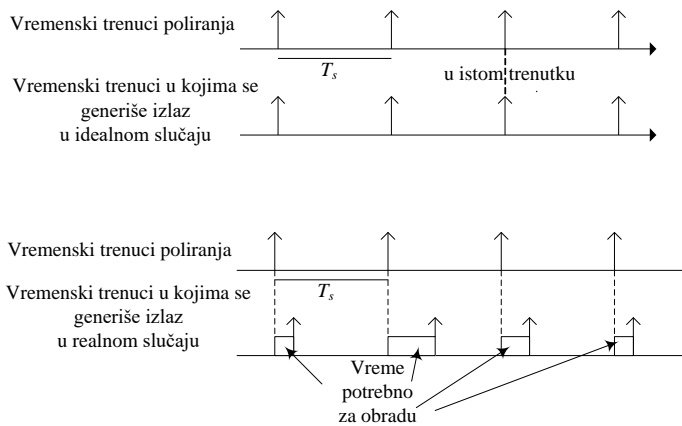 Vremenski trenuci poliranja
T_s
u istom trenutku
Vremenski trenuci u kojima se
generiše izlaz
u idealnom slučaju
Vremenski trenuci poliranja
T_s
Vremenski trenuci u kojima se
generiše izlaz
u realnom slučaju
Vreme
potrebno
za obradu